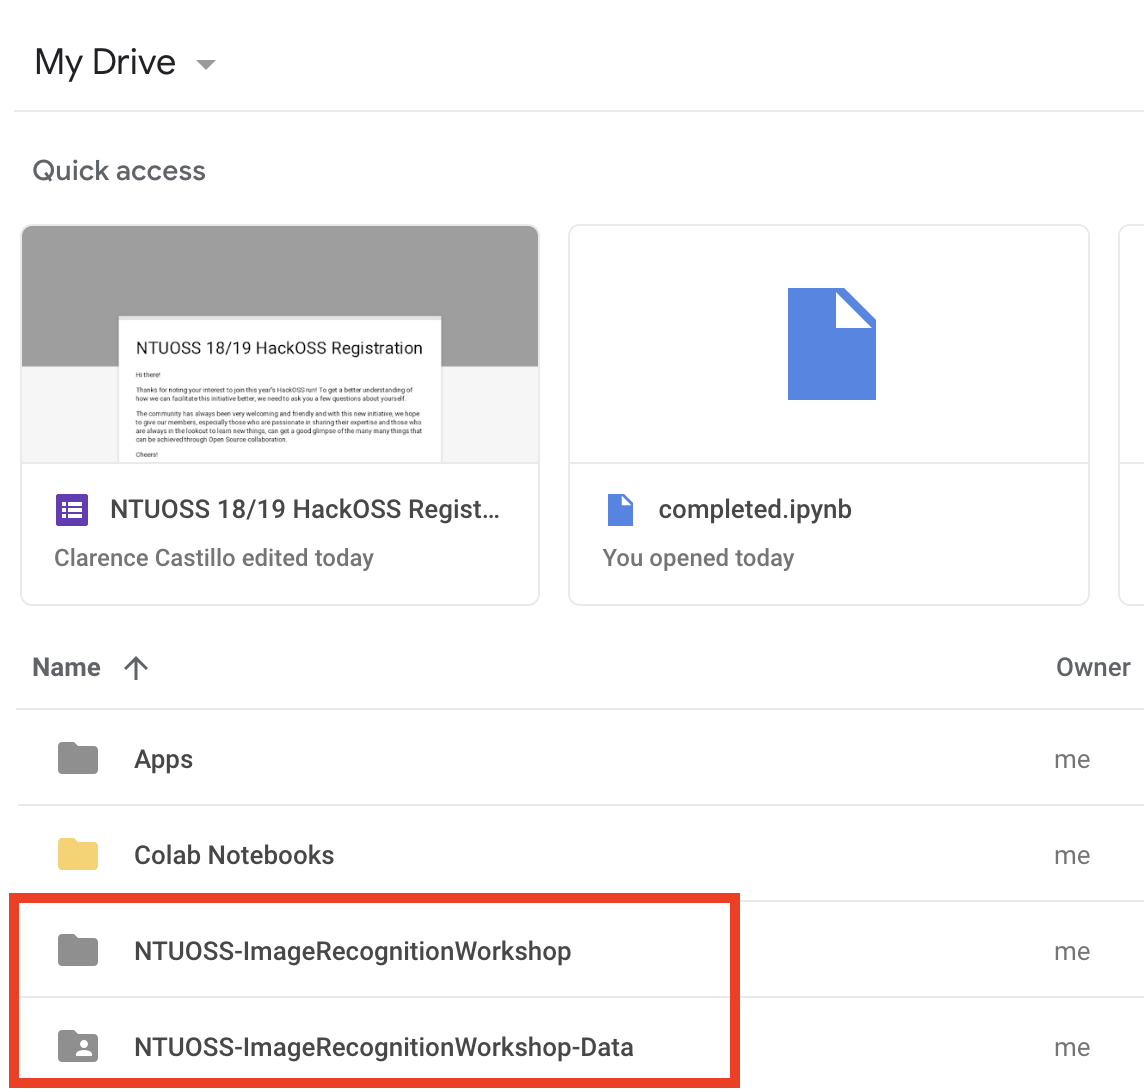 My Drive
Quick access
NTUOSS 18/19 HackOSS Registration
Hi there!
Thanks for noting your interest to join this year's HackOSS run! To get a better understanding of
how we can facilitate this initiative better, we need to ask you a few questions about yourself.
The community has always been very welcoming and friendly and with this new initiative, we hope
to give our members, especially those who are passionate in sharing their expertise and those who
are always in the lookout to learn new things, can get a good glimpse of the many many things that
can be achieved through Open Source collaboration.
Cheers!
NTUOSS 18/19 HackOSS Regist...
Clarence Castillo edited today
completed.ipynb
You opened today
Name Owner
Apps me
Colab Notebooks me
NTUOSS-ImageRecognitionWorkshop me
NTUOSS-ImageRecognitionWorkshop-Data me